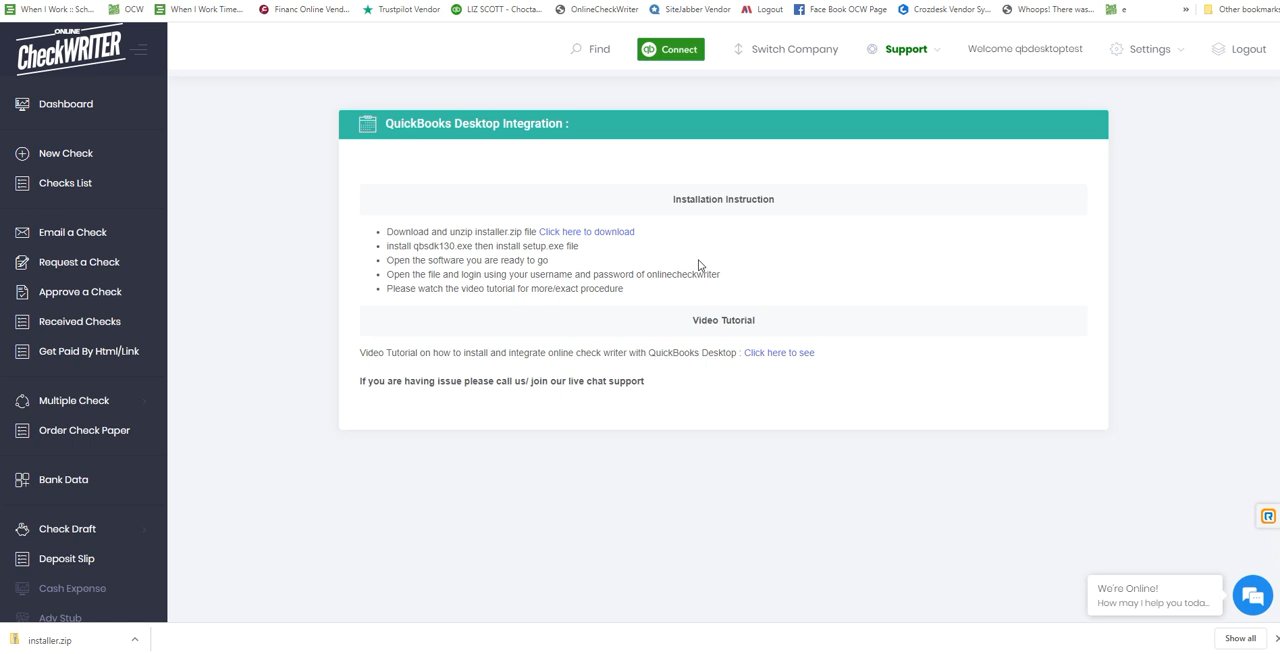 When I Work :: Sch...
OCW
When I Work Time...
Financ Online Vend...
Trustpilot Vendor
LIZ SCOTT - Chocta...
OnlineCheckWriter
SiteJabber Vendor
Logout
Face Book OCW Page
Crozdesk Vendor Sy...
Whoops! There was...
e
»
Other bookmarks
ONLINE
CHECKWRITER
Find
qb Connect
Switch Company
Support
Welcome qbdesktoptest
Settings
Logout
Dashboard
New Check
Checks List
Email a Check
Request a Check
Approve a Check
Received Checks
Get Paid By Html/Link
Multiple Check
Order Check Paper
Bank Data
Check Draft
Deposit Slip
Cash Expense
Adv Stub
QuickBooks Desktop Integration :
Installation Instruction
• Download and unzip installer.zip file Click here to download
• install qbsdk130.exe then install setup.exe file
• Open the software you are ready to go
• Open the file and login using your username and password of onlinecheckwriter
• Please watch the video tutorial for more/exact procedure
Video Tutorial
Video Tutorial on how to install and integrate online check writer with QuickBooks Desktop : Click here to see
If you are having issue please call us/ join our live chat support
R
We're Online!
How may I help you toda...
installer.zip
Show all